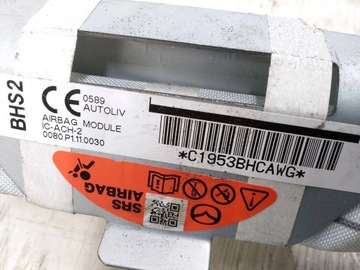 BHS2
CE 0589
AUTOLIV
AIRBAG MODULE
IC-ACH-2
0080.P1.11.0030
*C1953BHCAWG*
SRS
AIRBAG